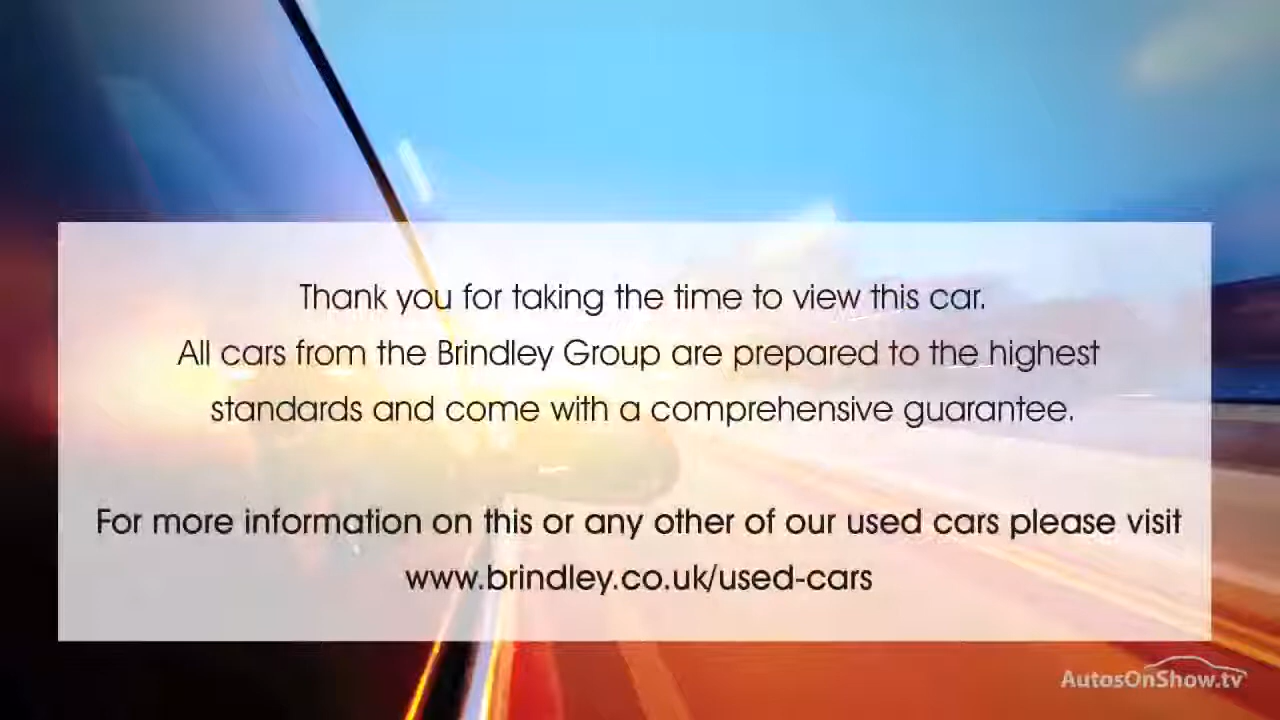 Thank you for taking the time to view this car.
All cars from the Brindley Group are prepared to the highest
standards and come with a comprehensive guarantee.
For more information on this or any other of our used cars please visit
www.brindley.co.uk/used-cars
AutosOnShow.tv